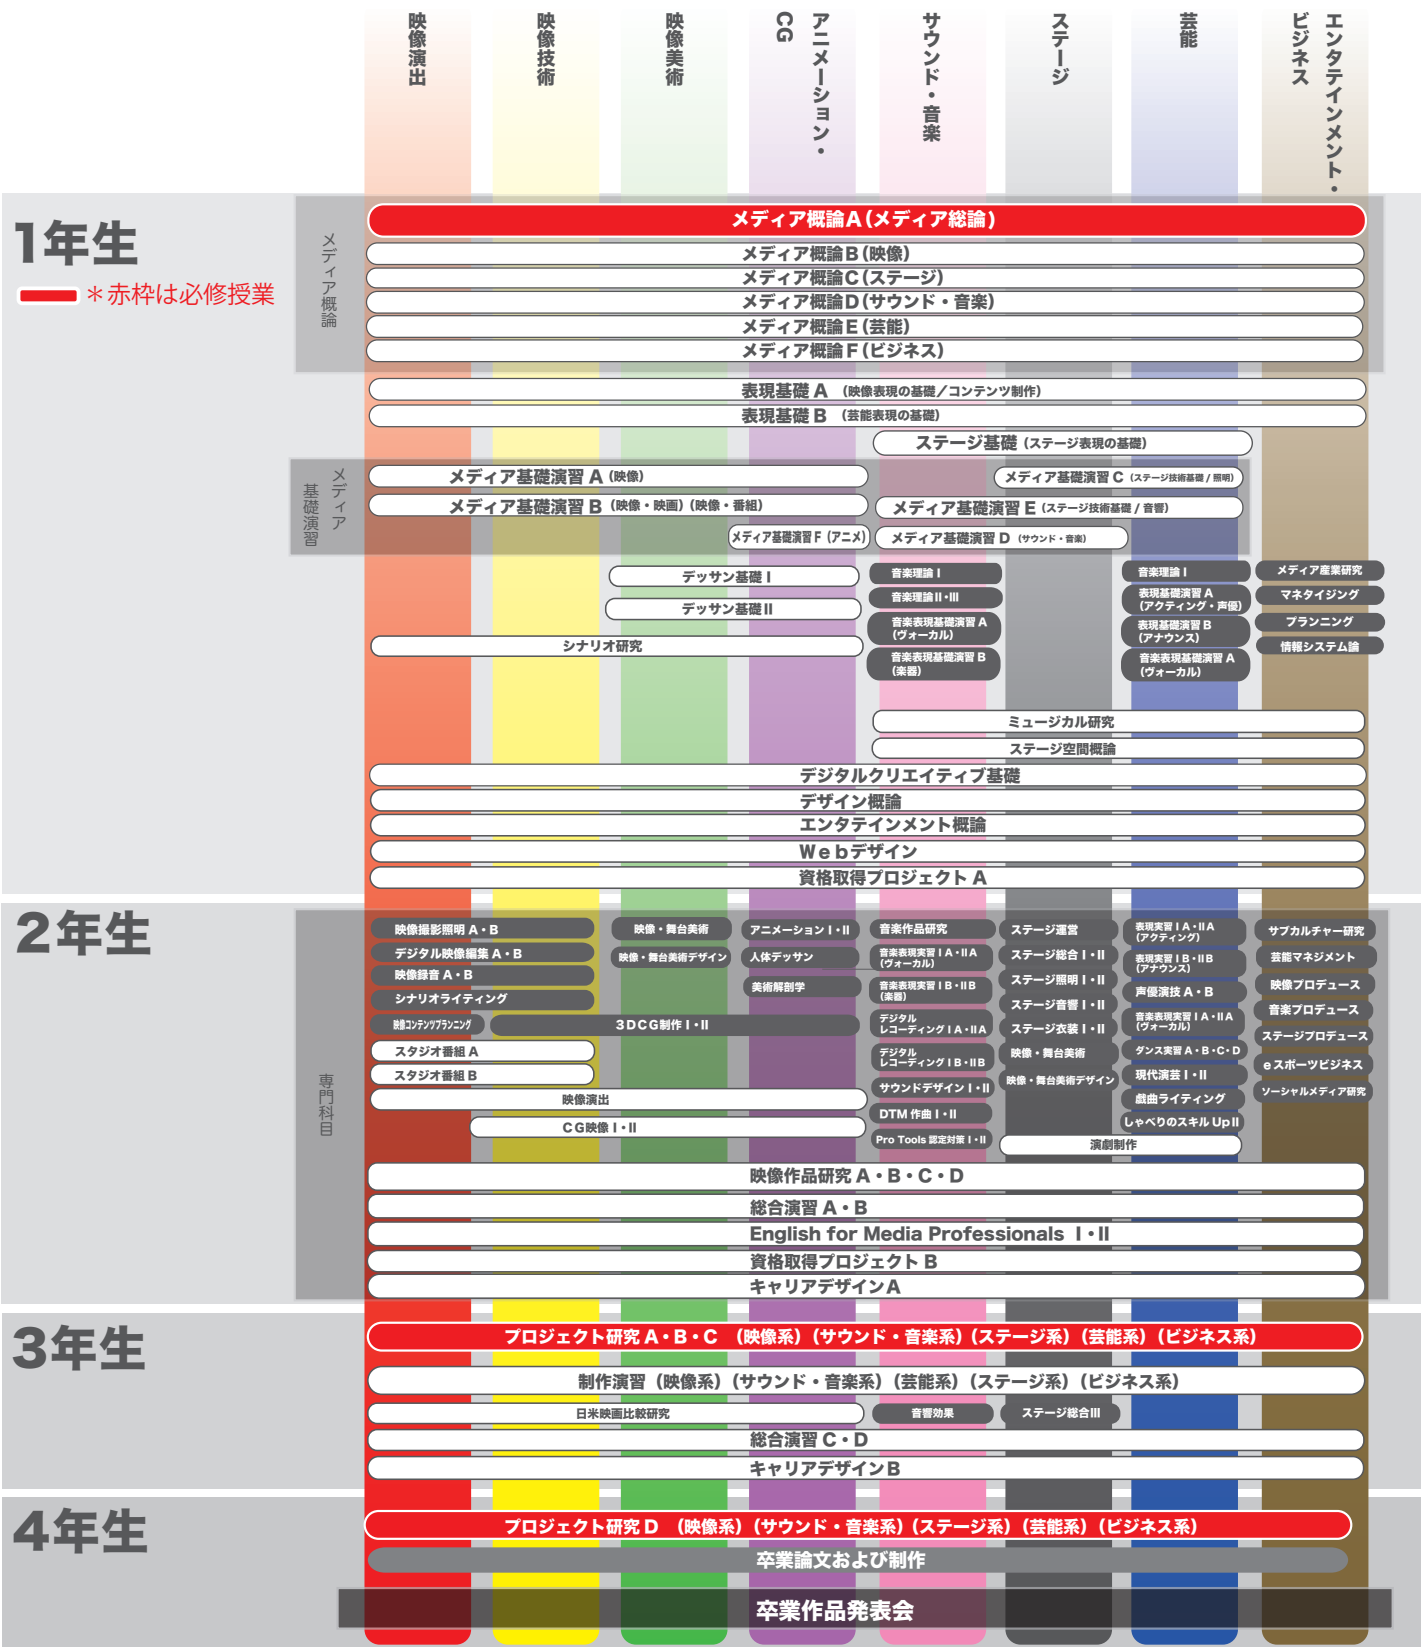 映像演出
映像技術
映像美術
アニメーション・
CG
サウンド・音楽
ステージ
芸能
エンタテインメント・
ビジネス
1年生
＊赤枠は必修授業
メディア概論
メディア概論A（メディア総論）
メディア概論B（映像）
メディア概論C（ステージ）
メディア概論D（サウンド・音楽）
メディア概論E（芸能）
メディア概論F（ビジネス）
表現基礎 A （映像表現の基礎／コンテンツ制作）
表現基礎 B （芸能表現の基礎）
ステージ基礎（ステージ表現の基礎）
メディア
基礎演習
メディア基礎演習 A（映像）
メディア基礎演習 C（ステージ技術基礎 / 照明）
メディア基礎演習 B（映像・映画）（映像・番組）
メディア基礎演習 E（ステージ技術基礎 / 音響）
メディア基礎演習 F（アニメ）
メディア基礎演習 D （サウンド・音楽）
デッサン基礎 I
デッサン基礎 II
シナリオ研究
音楽理論 I
音楽理論 II・III
音楽表現基礎演習 A
（ヴォーカル）
音楽表現基礎演習 B
（楽器）
音楽理論 I
表現基礎演習 A
（アクティング・声優）
表現基礎演習 B
（アナウンス）
音楽表現基礎演習 A
（ヴォーカル）
メディア産業研究
マネタイジング
プランニング
情報システム論
ミュージカル研究
ステージ空間概論
デジタルクリエイティブ基礎
デザイン概論
エンタテインメント概論
Ｗｅｂデザイン
資格取得プロジェクト A
2年生
専門科目
映像撮影照明 A・B
デジタル映像編集 A・B
映像録音 A・B
シナリオライティング
映像コンテンツプランニング
3DCG制作 I・II
スタジオ番組 A
スタジオ番組 B
映像演出
CG映像 I・II
映像・舞台美術
映像・舞台美術デザイン
アニメーション I・II
人体デッサン
美術解剖学
音楽作品研究
音楽表現実習 I A・II A
（ヴォーカル）
音楽表現実習 I B・II B
（楽器）
デジタル
レコーディング I A・II A
デジタル
レコーディング I B・II B
サウンドデザイン I・II
DTM 作曲 I・II
Pro Tools 認定対策 I・II
ステージ運営
ステージ総合 I・II
ステージ照明 I・II
ステージ音響 I・II
ステージ衣装 I・II
映像・舞台美術
映像・舞台美術デザイン
演劇制作
表現実習 I A・II A
（アクティング）
表現実習 I B・II B
（アナウンス）
声優演技 A・B
音楽表現実習 I A・II A
（ヴォーカル）
ダンス実習 A・B・C・D
現代演芸 I・II
戯曲ライティング
しゃべりのスキル Up II
サブカルチャー研究
芸能マネジメント
映像プロデュース
音楽プロデュース
ステージプロデュース
eスポーツビジネス
ソーシャルメディア研究
映像作品研究 A・B・C・D
総合演習 A・B
English for Media Professionals I・II
資格取得プロジェクト B
キャリアデザイン A
3年生
プロジェクト研究 A・B・C （映像系）（サウンド・音楽系）（ステージ系）（芸能系）（ビジネス系）
制作演習（映像系）（サウンド・音楽系）（芸能系）（ステージ系）（ビジネス系）
日米映画比較研究
音響効果
ステージ総合III
総合演習 C・D
キャリアデザイン B
4年生
プロジェクト研究 D （映像系）（サウンド・音楽系）（ステージ系）（芸能系）（ビジネス系）
卒業論文および制作
卒業作品発表会